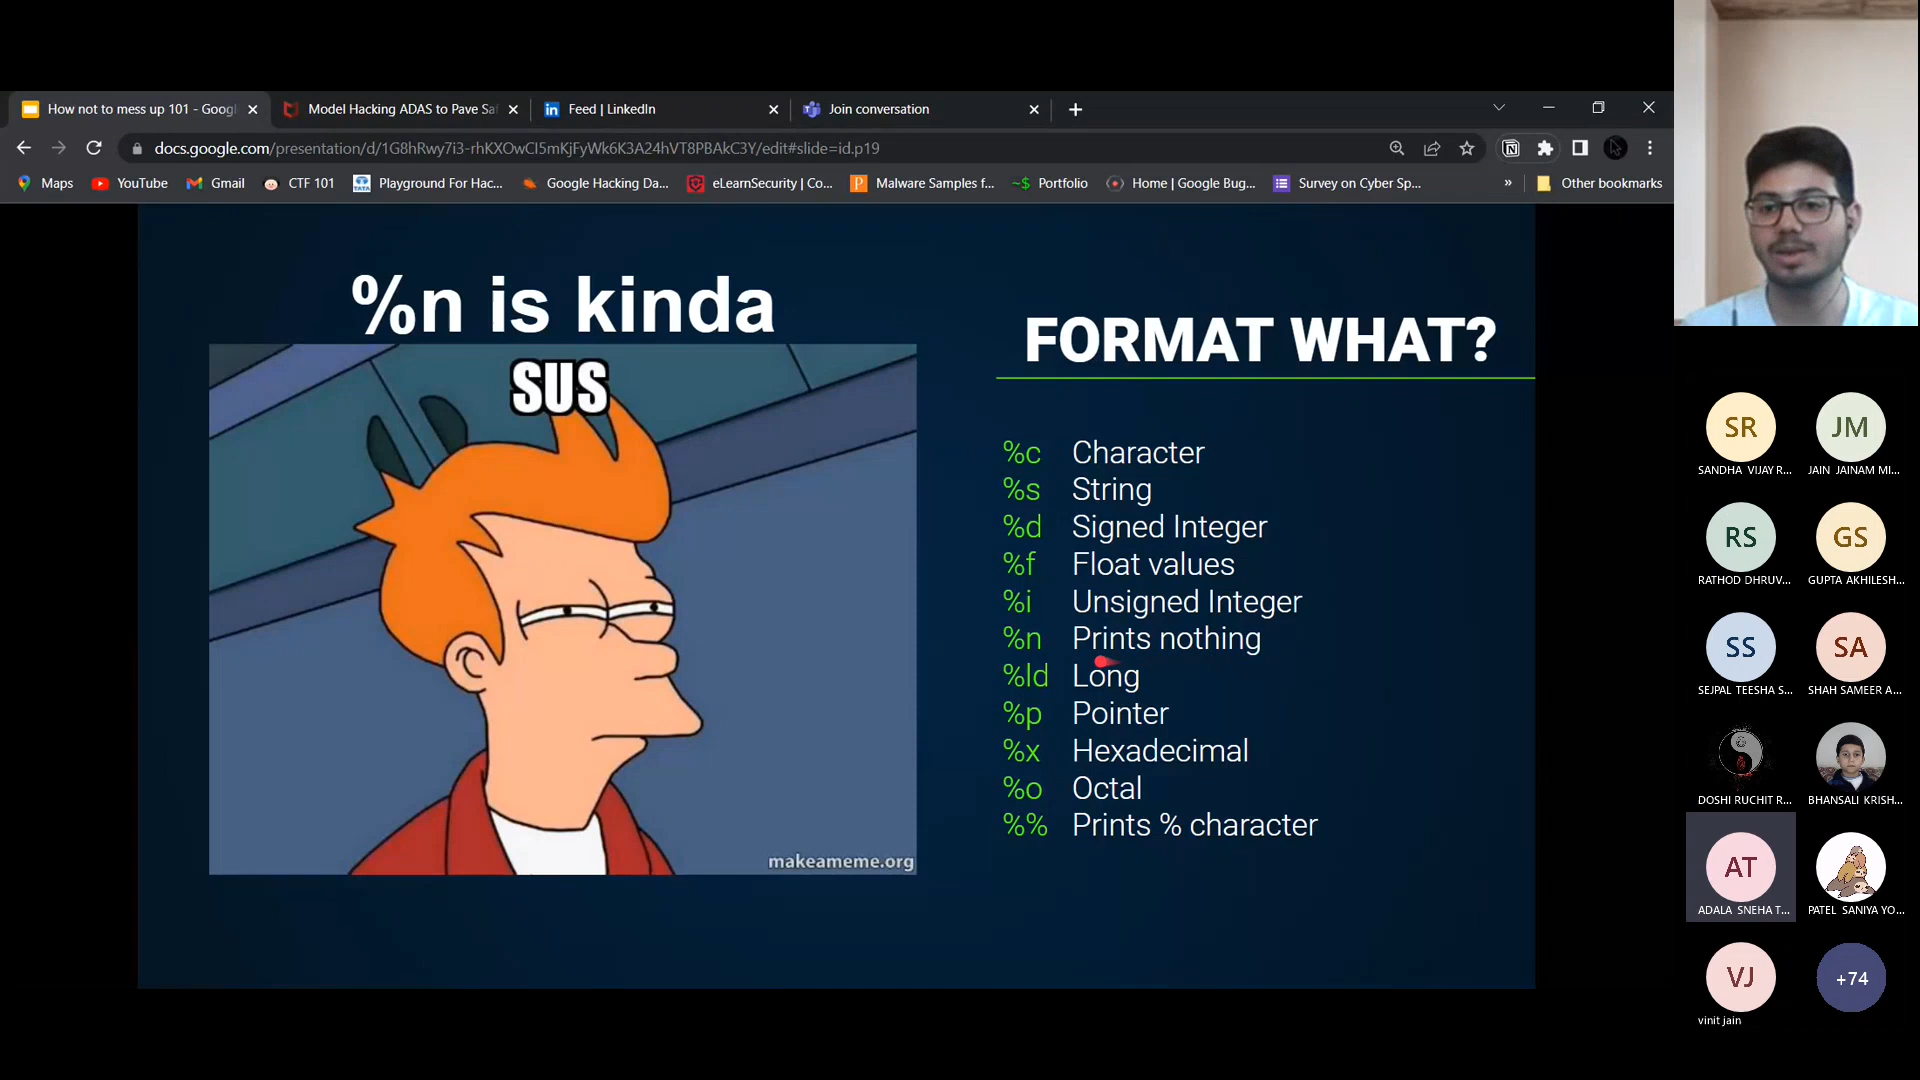 How not to mess up 101 - Goog
Model Hacking ADAS to Pave Sa
Feed | LinkedIn
Join conversation
docs.google.com/presentation/d/1G8hRwy7i3-rhKXOwCI5mKjFyWk6K3A24hVT8PBAkC3Y/edit#slide=id.p19
Maps
YouTube
Gmail
CTF 101
Playground For Hac...
Google Hacking Da...
eLearnSecurity | Co...
Malware Samples f...
~$ Portfolio
Home | Google Bug...
Survey on Cyber Sp...
»
Other bookmarks
%n is kinda
SUS
makeameme.org
FORMAT WHAT?
%c Character
%s String
%d Signed Integer
%f Float values
%i Unsigned Integer
%n Prints nothing
%ld Long
%p Pointer
%x Hexadecimal
%o Octal
%% Prints % character
SR
SANDHA VIJAY R...
JM
JAIN JAINAM MI...
RS
RATHOD DHRUV...
GS
GUPTA AKHILESH...
SS
SEJPAL TEESHA S...
SA
SHAH SAMEER A...
DOSHI RUCHIT R...
BHANSALI KRISH...
AT
ADALA SNEHA T...
PATEL SANIYA YO...
VJ
vinit jain
+74